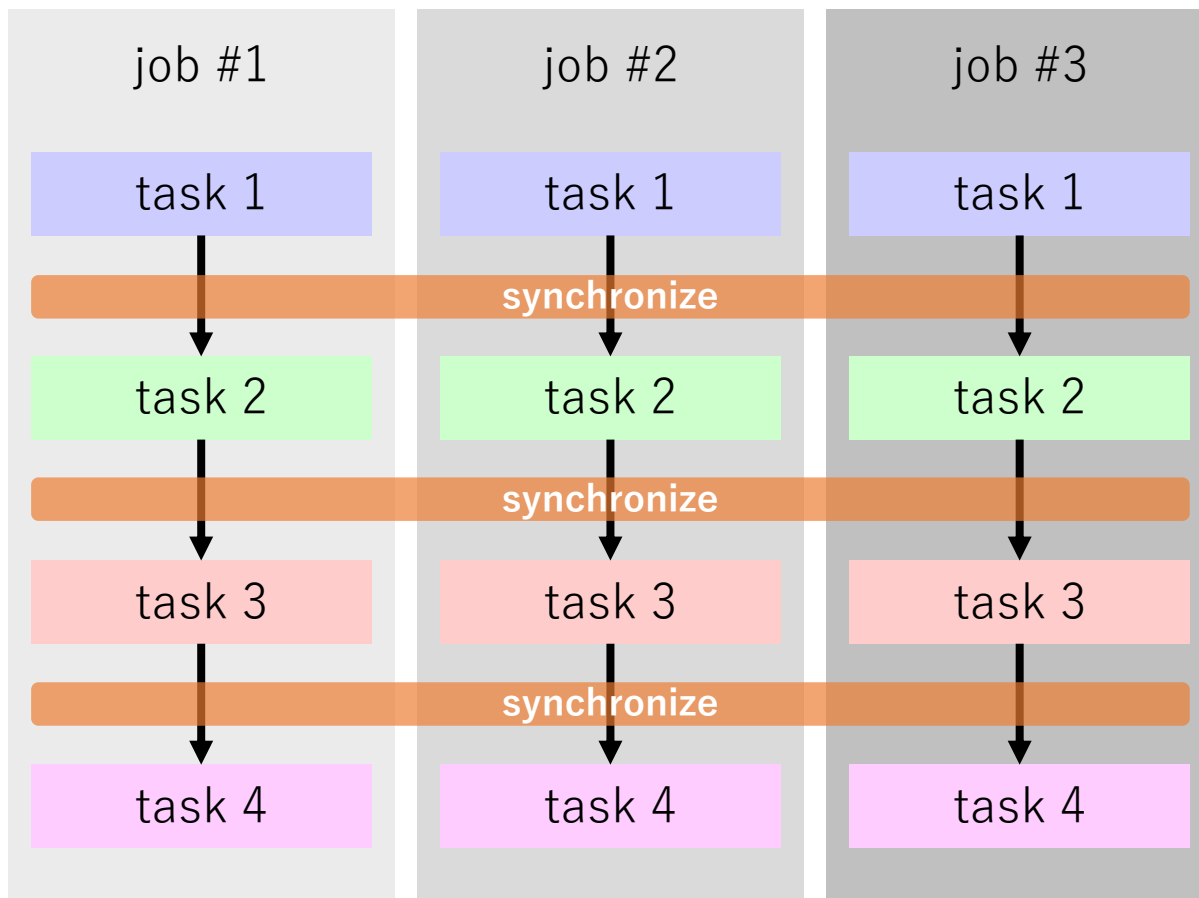 job #1
job #2
job #3
task 1
task 1
task 1
synchronize
task 2
task 2
task 2
synchronize
task 3
task 3
task 3
synchronize
task 4
task 4
task 4